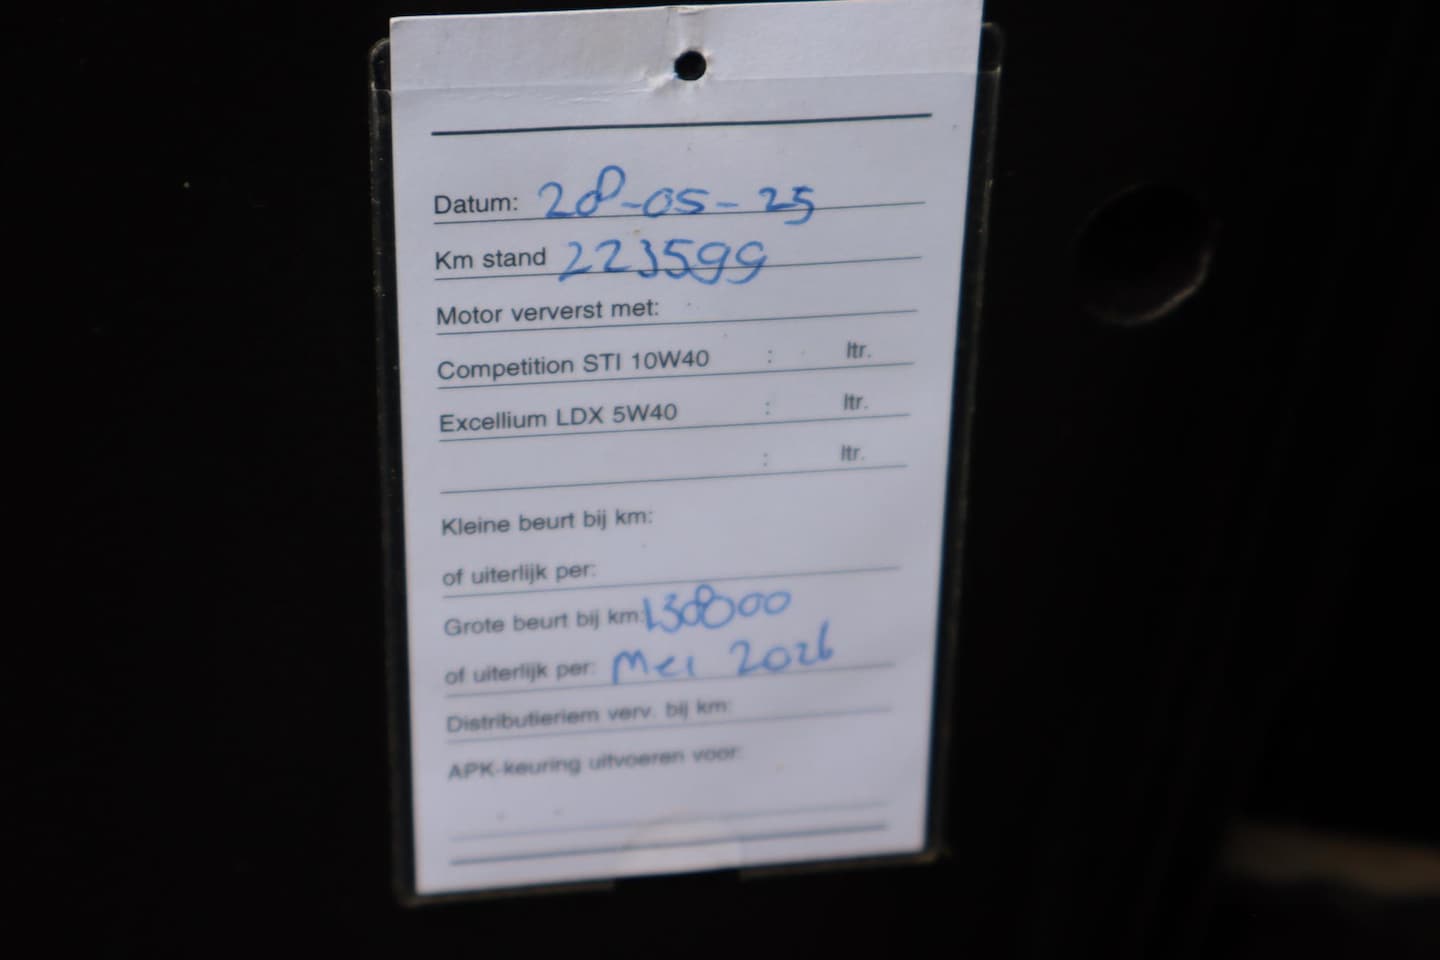 Datum: 28-05-25
Km stand 223599
Motor ververst met:
Competition STI 10W40 : ltr.
Excellium LDX 5W40 : ltr.
: ltr.
Kleine beurt bij km:
of uiterlijk per:
Grote beurt bij km: 130800
of uiterlijk per: Mei 2026
Distributieriem verv. bij km:
APK-keuring uitvoeren voor: